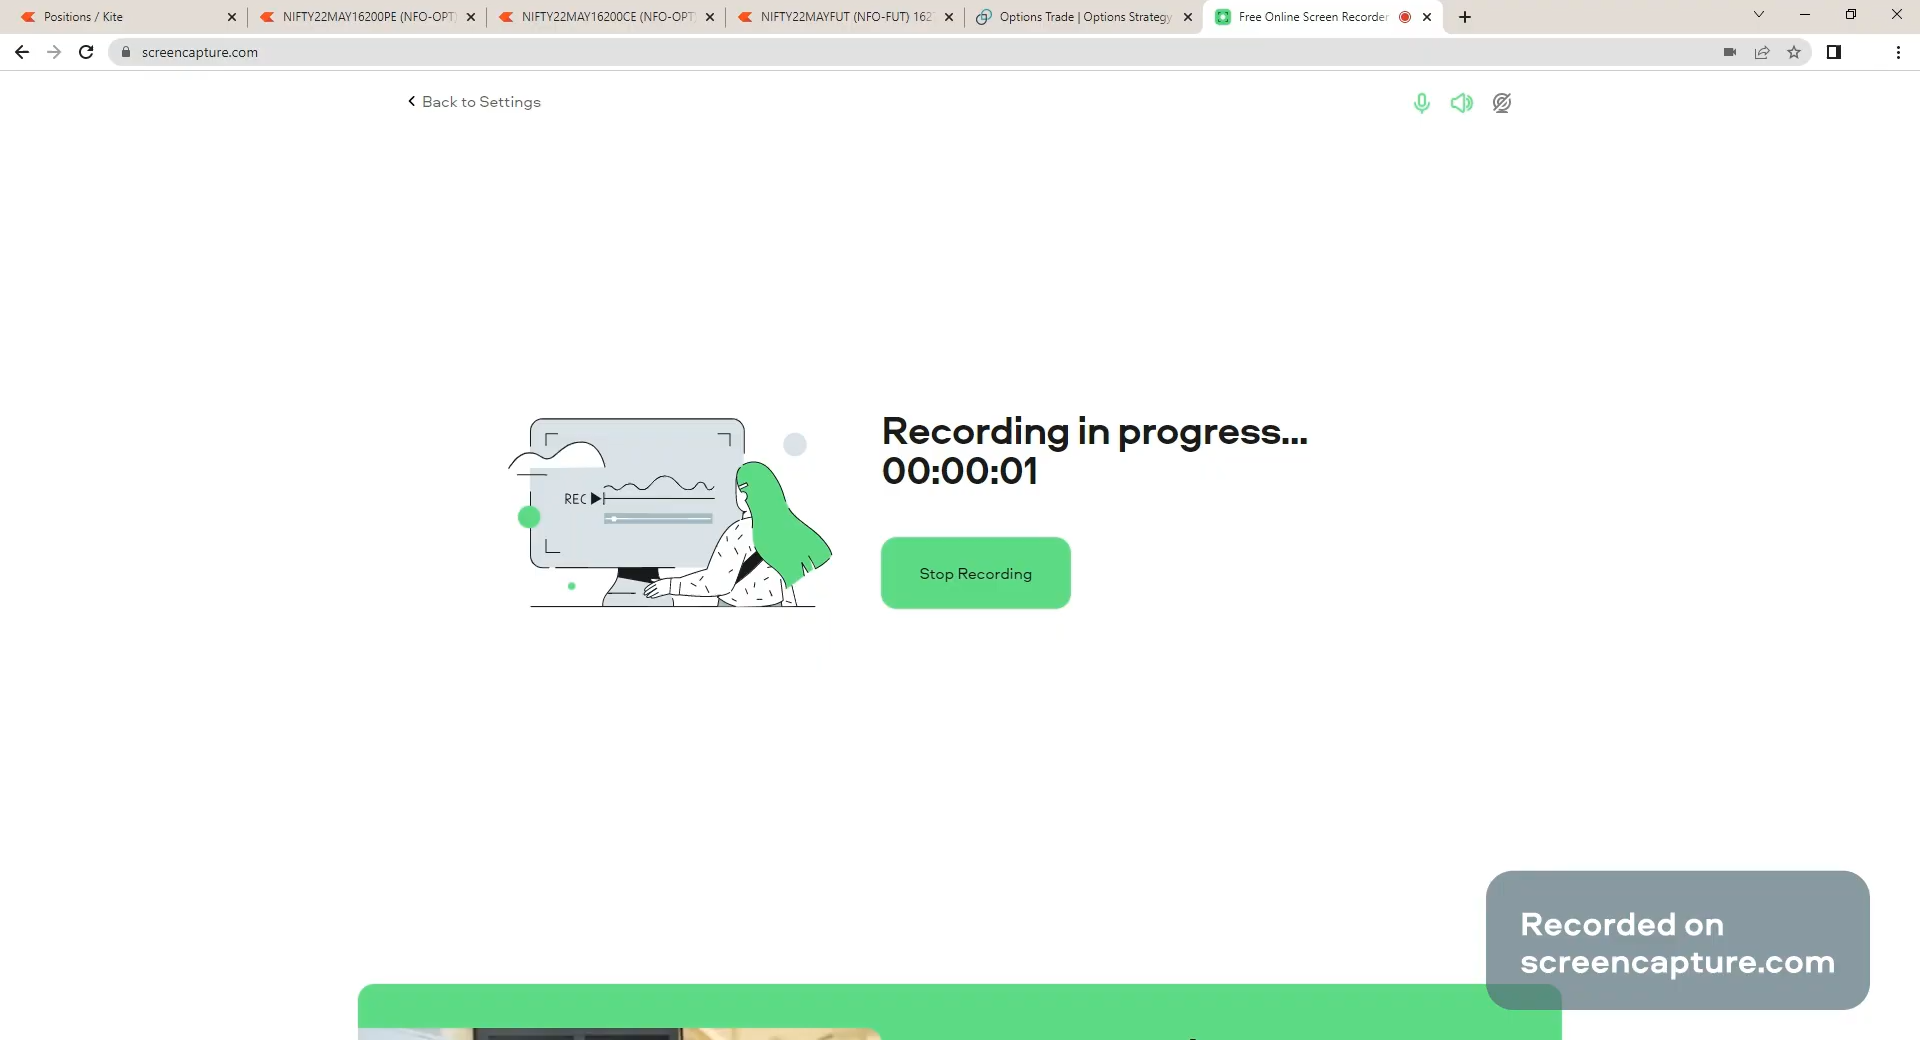 Positions / Kite
NIFTY22MAY16200PE (NFO-OPT)
NIFTY22MAY16200CE (NFO-OPT
NIFTY22MAYFUT (NFO-FUT) 162
Options Trade | Options Strategy
Free Online Screen Recorder
screencapture.com
Back to Settings
Recording in progress...
00:00:01
REC
Stop Recording
Recorded on
screencapture.com